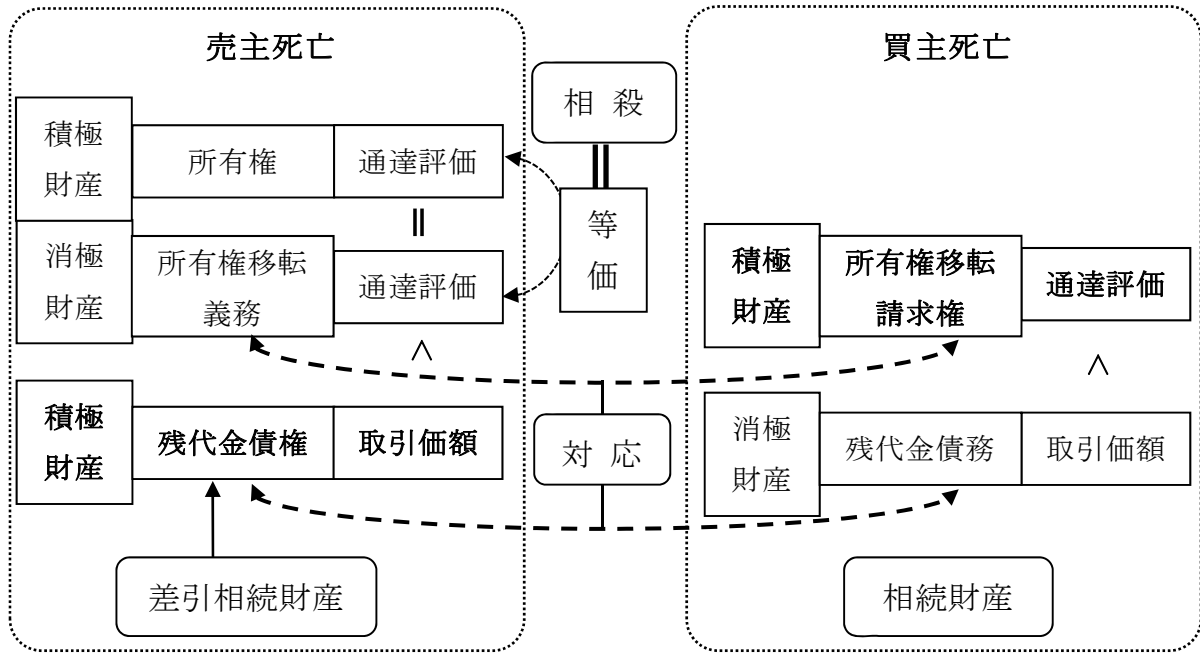 売主死亡
積極
財産
所有権
通達評価
=
消極
財産
所有権移転
義務
通達評価
∧
積極
財産
残代金債権
取引価額
差引相続財産
相 殺
=
等
価
対 応
買主死亡
積極
財産
所有権移転
請求権
通達評価
∧
消極
財産
残代金債務
取引価額
相続財産